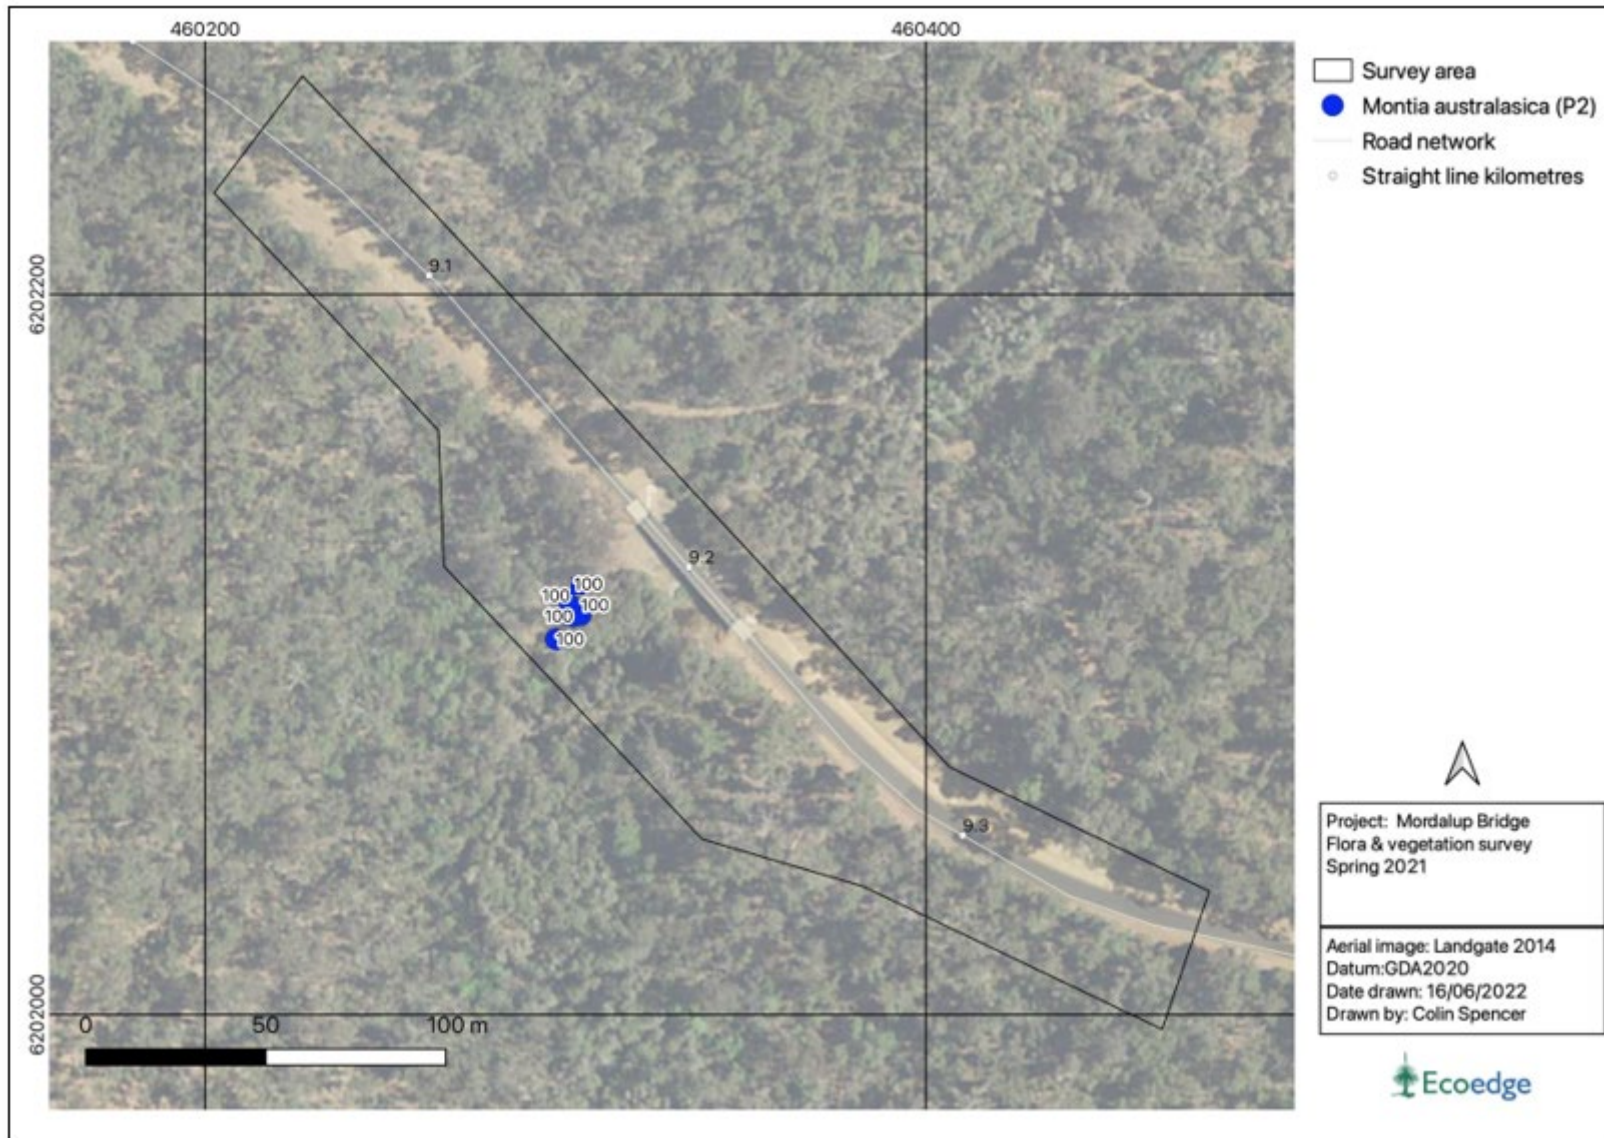 460200
460400
Survey area
Montia australasica (P2)
Road network
Straight line kilometres
9.1
6202200
9.2
100
100
100
100
100
9.3
Project: Mordalup Bridge
Flora & vegetation survey
Spring 2021
Aerial image: Landgate 2014
Datum:GDA2020
Date drawn: 16/06/2022
Drawn by: Colin Spencer
6202000
0 50 100 m
Ecoedge